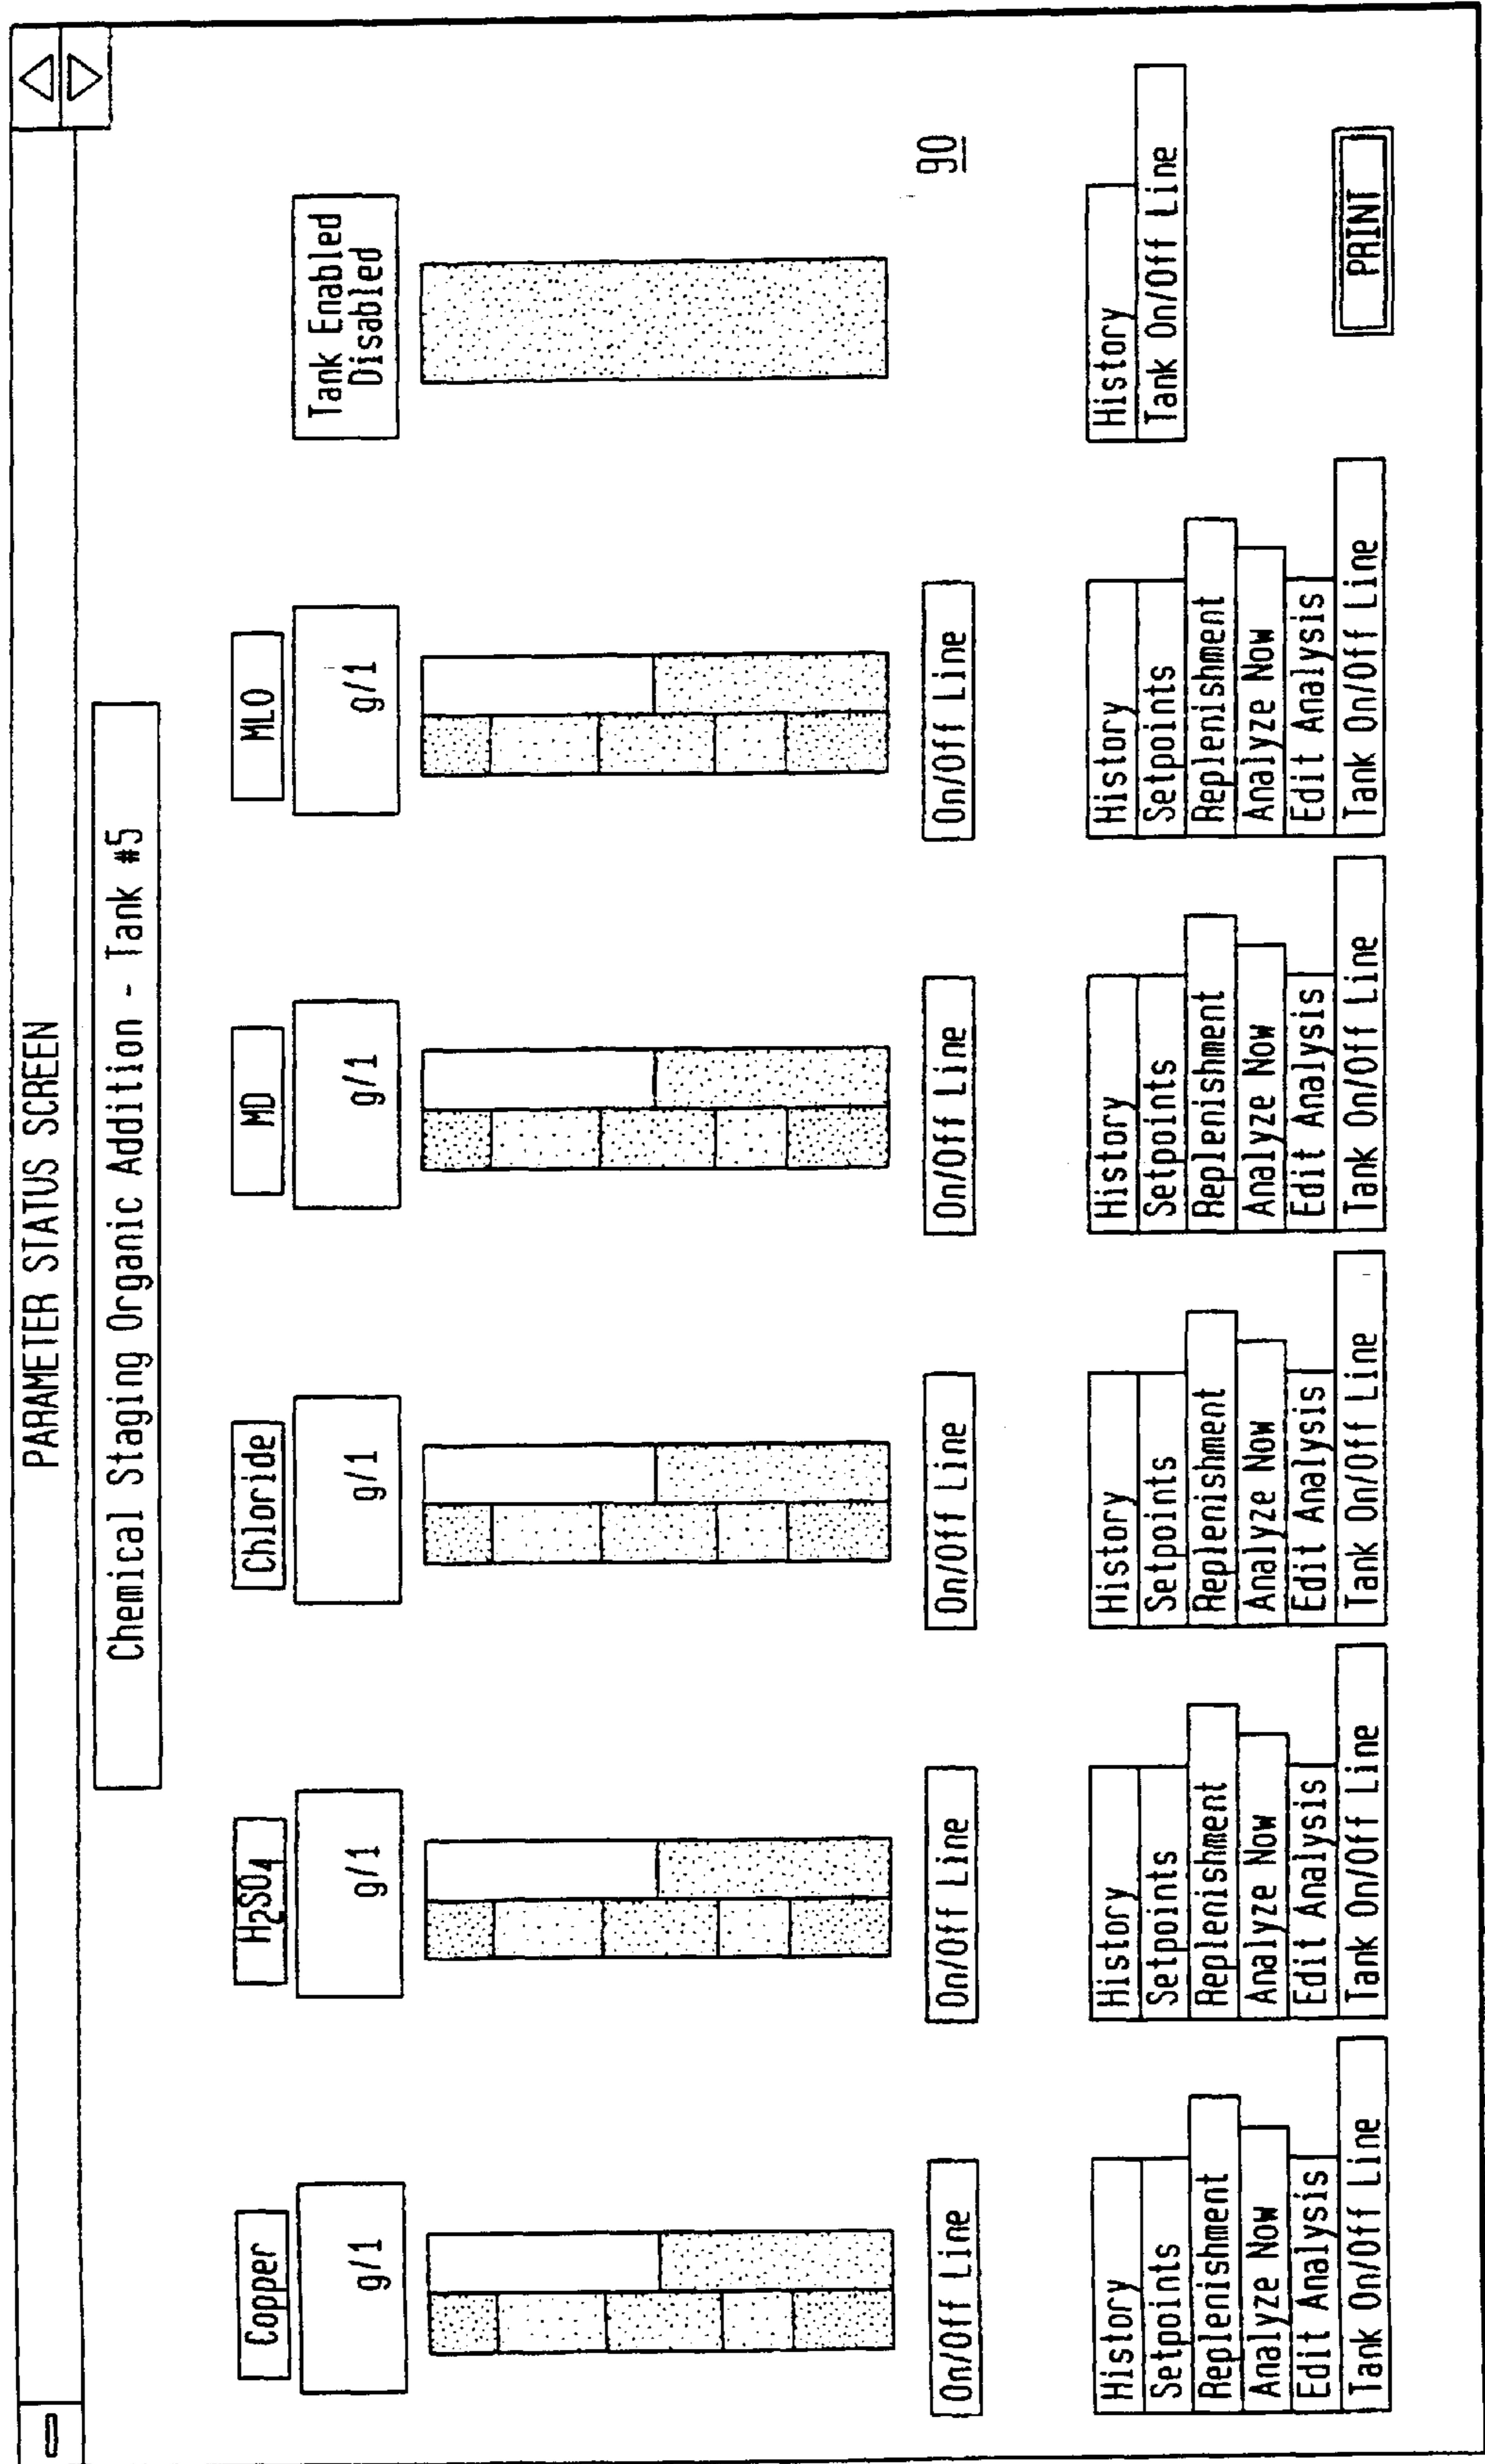 PARAMETER STATUS SCREEN
Chemical Staging Organic Addition - Tank #5
Copper
H₂SO₄
Chloride
MD
MLO
Tank Enabled
Disabled
g/l
g/l
g/l
g/l
g/l
On/Off Line
On/Off Line
On/Off Line
On/Off Line
On/Off Line
90
History
Setpoints
Replenishment
Analyze Now
Edit Analysis
Tank On/Off Line
History
Setpoints
Replenishment
Analyze Now
Edit Analysis
Tank On/Off Line
History
Setpoints
Replenishment
Analyze Now
Edit Analysis
Tank On/Off Line
History
Setpoints
Replenishment
Analyze Now
Edit Analysis
Tank On/Off Line
History
Setpoints
Replenishment
Analyze Now
Edit Analysis
Tank On/Off Line
History
Tank On/Off Line
PRINT